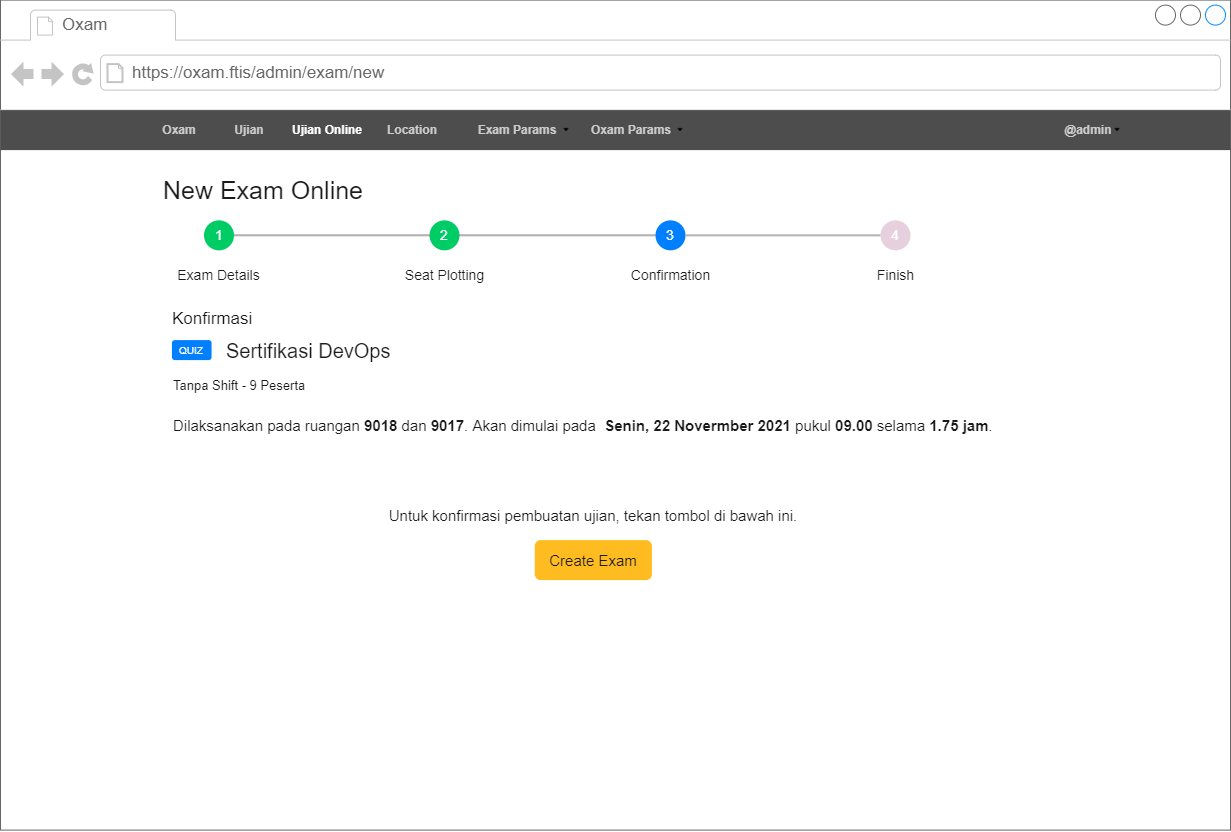 Oxam
https://oxam.ftis/admin/exam/new
Oxam Ujian Ujian Online Location Exam Params Oxam Params @admin
New Exam Online
1 2 3 4
Exam Details Seat Plotting Confirmation Finish
Konfirmasi
QUIZ Sertifikasi DevOps
Tanpa Shift - 9 Peserta
Dilaksanakan pada ruangan 9018 dan 9017. Akan dimulai pada Senin, 22 Novermber 2021 pukul 09.00 selama 1.75 jam.
Untuk konfirmasi pembuatan ujian, tekan tombol di bawah ini.
Create Exam